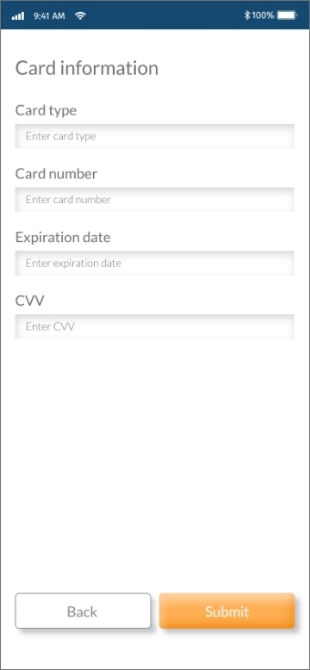 9:41 AM 100%
Card information
Card type
Enter card type
Card number
Enter card number
Expiration date
Enter expiration date
CVV
Enter CVV
Back Submit